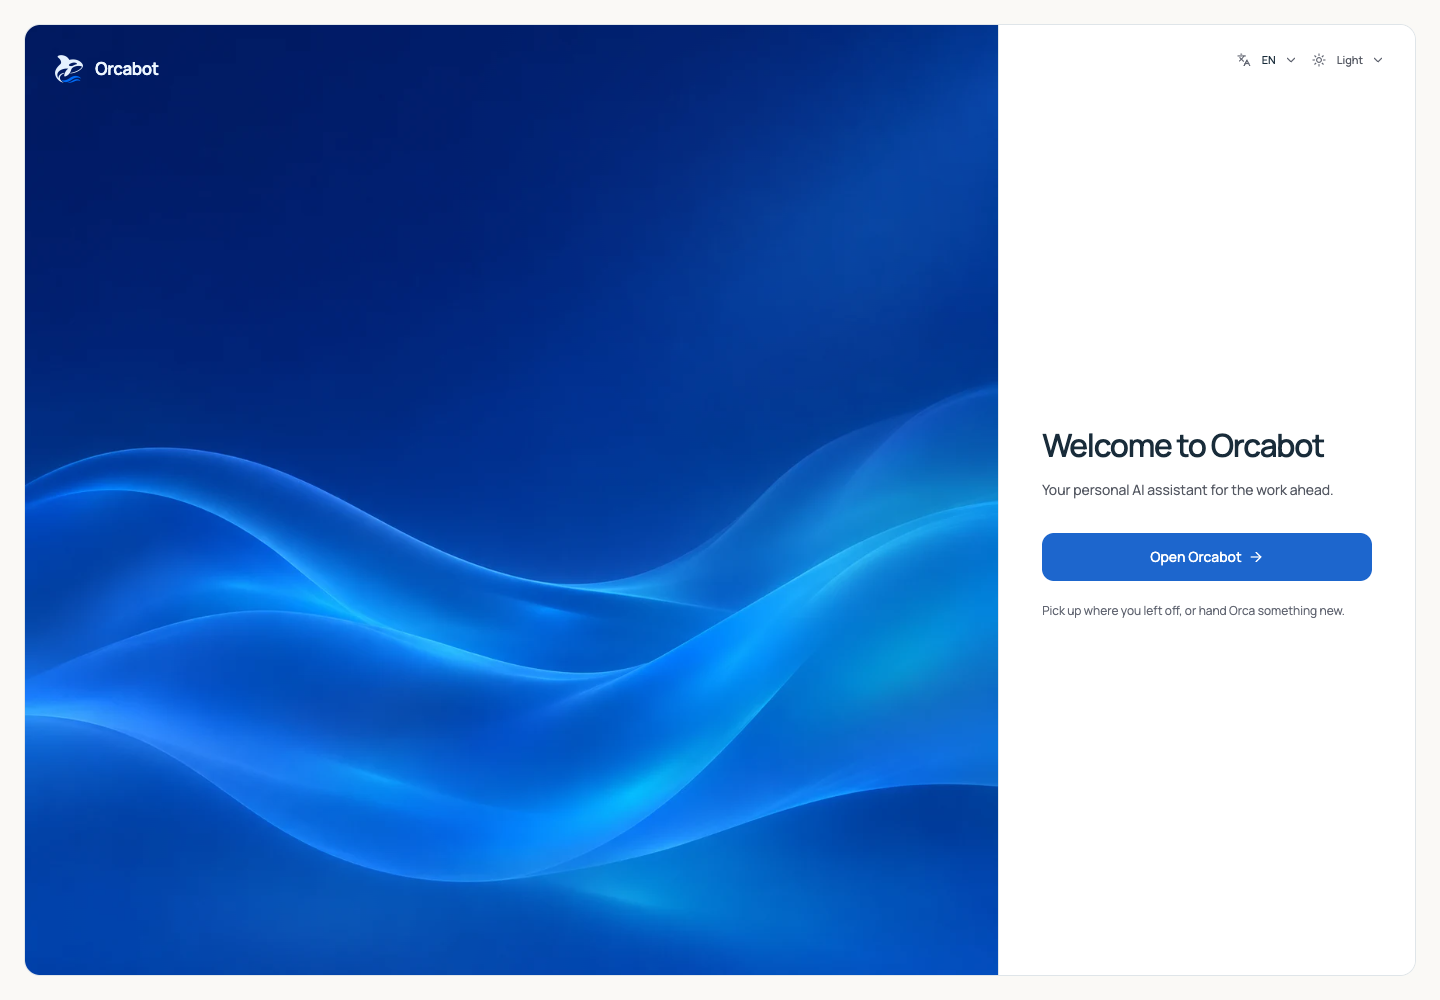 Orcabot
EN
Light
Welcome to Orcabot
Your personal AI assistant for the work ahead.
Open Orcabot →
Pick up where you left off, or hand Orca something new.